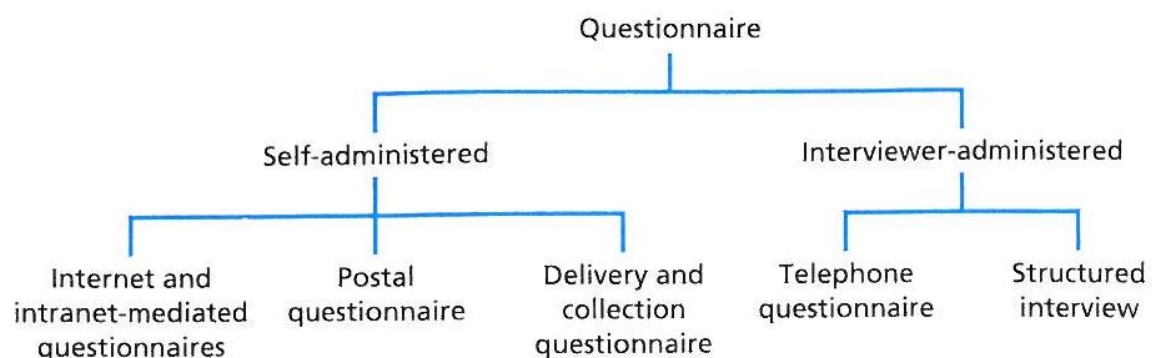 Questionnaire
Self-administered
Interviewer-administered
Internet and
intranet-mediated
questionnaires
Postal
questionnaire
Delivery and
collection
questionnaire
Telephone
questionnaire
Structured
interview